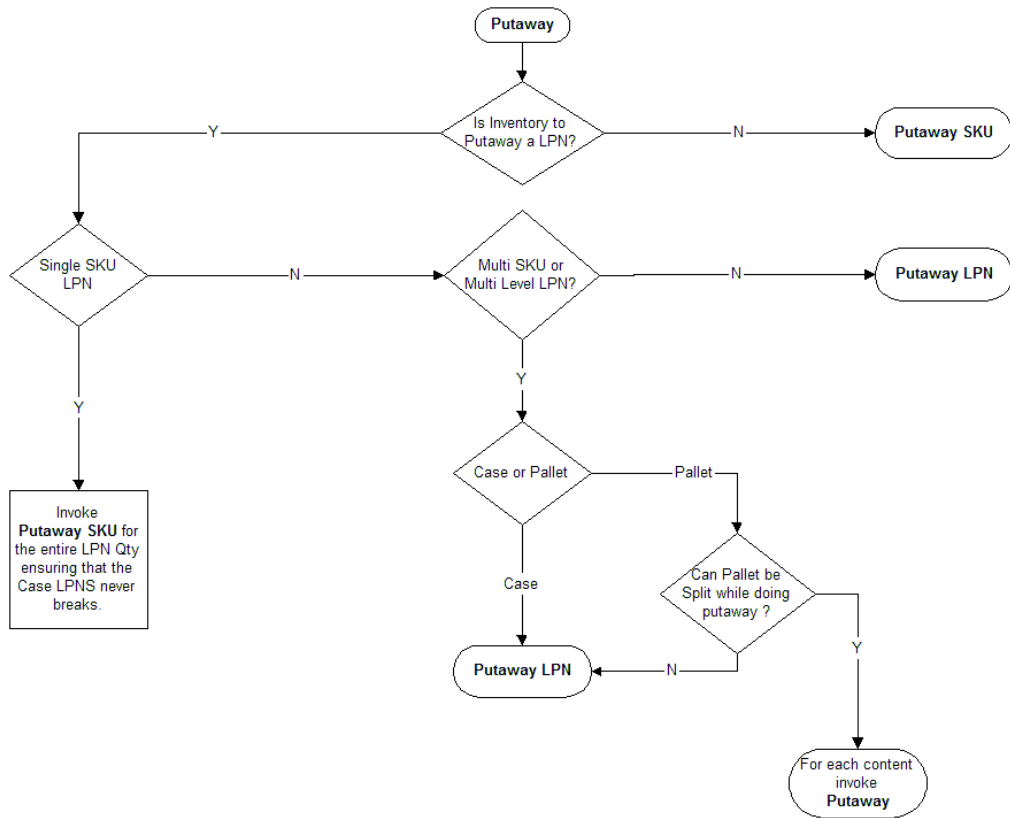 Putaway
Is Inventory to
Putaway a LPN?
Y
N
Putaway SKU
Single SKU
LPN
N
Multi SKU or
Multi Level LPN?
N
Putaway LPN
Y
Y
Case or Pallet
Pallet
Invoke
Putaway SKU for
the entire LPN Qty
ensuring that the
Case LPNS never
breaks.
Case
Can Pallet be
Split while doing
putaway ?
Y
Putaway LPN
N
For each content
invoke
Putaway